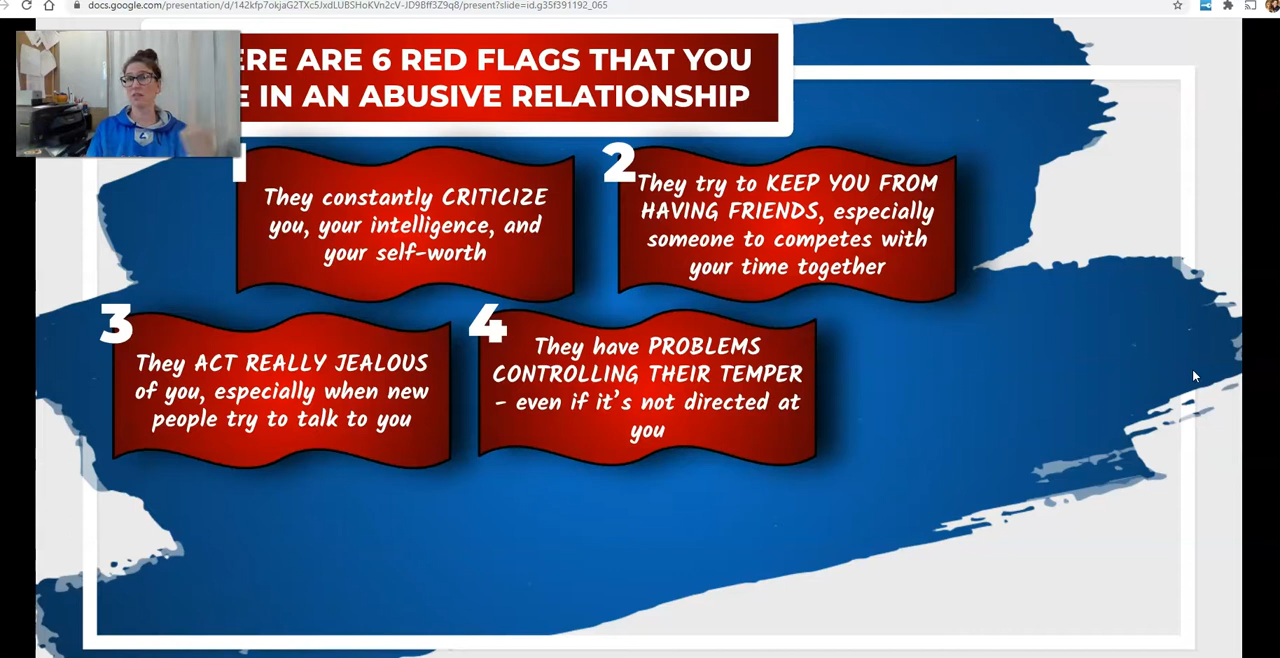 docs.google.com/presentation/d/142kfp7okjaG2TXc5JxdLUBSHoKVn2cV-JD9Bff3Z9q8/present?slide=id.g35f391192_065
ERE ARE 6 RED FLAGS THAT YOU
E IN AN ABUSIVE RELATIONSHIP
1
They constantly CRITICIZE
you, your intelligence, and
your self-worth
2
They try to KEEP YOU FROM
HAVING FRIENDS, especially
someone to competes with
your time together
3
They ACT REALLY JEALOUS
of you, especially when new
people try to talk to you
4
They have PROBLEMS
CONTROLLING THEIR TEMPER
– even if it's not directed at
you